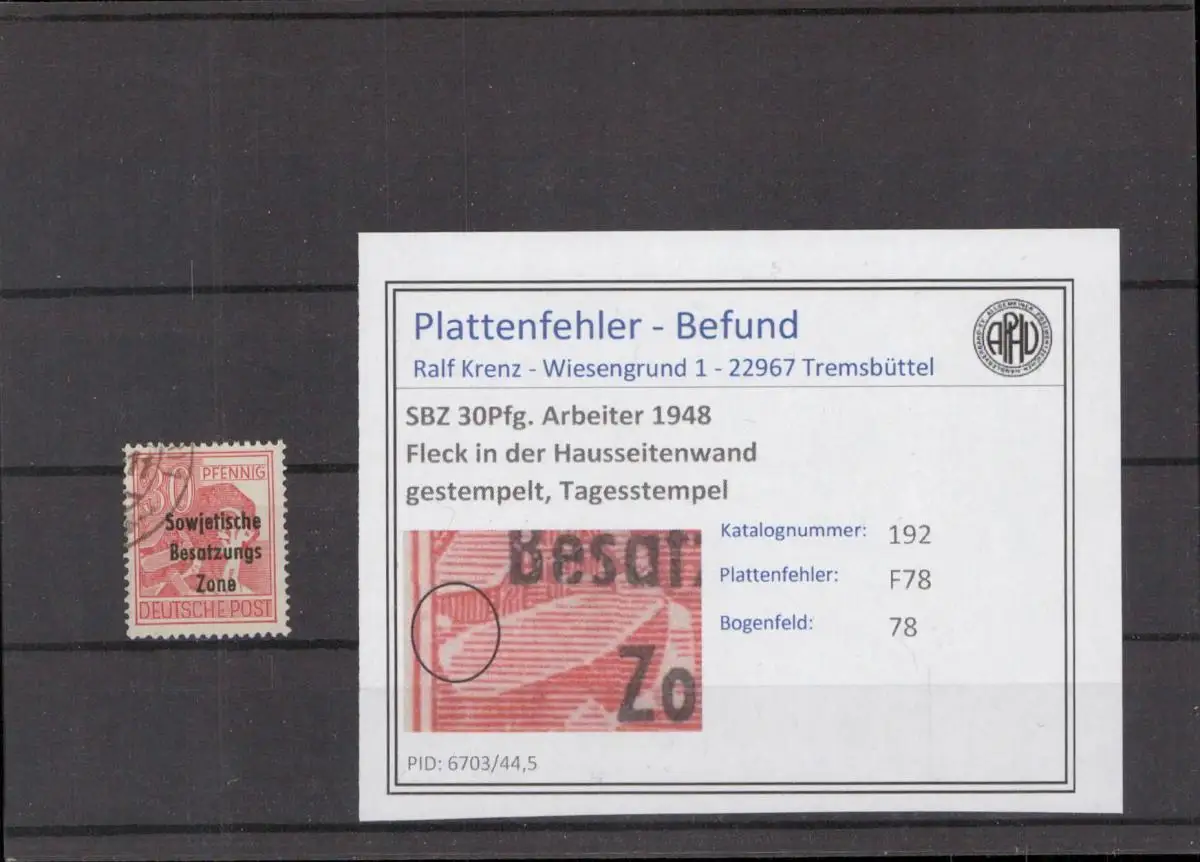 Plattenfehler - Befund
Ralf Krenz - Wiesengrund 1 - 22967 Tremsbüttel
APHV
SBZ 30Pfg. Arbeiter 1948
Fleck in der Hausseitenwand
gestempelt, Tagesstempel
Katalognummer: 192
Plattenfehler: F78
Bogenfeld: 78
Besatz
Zo
PID: 6703/44,5
30 PFENNIG
Sowjetische
Besatzungs
Zone
DEUTSCHE POST